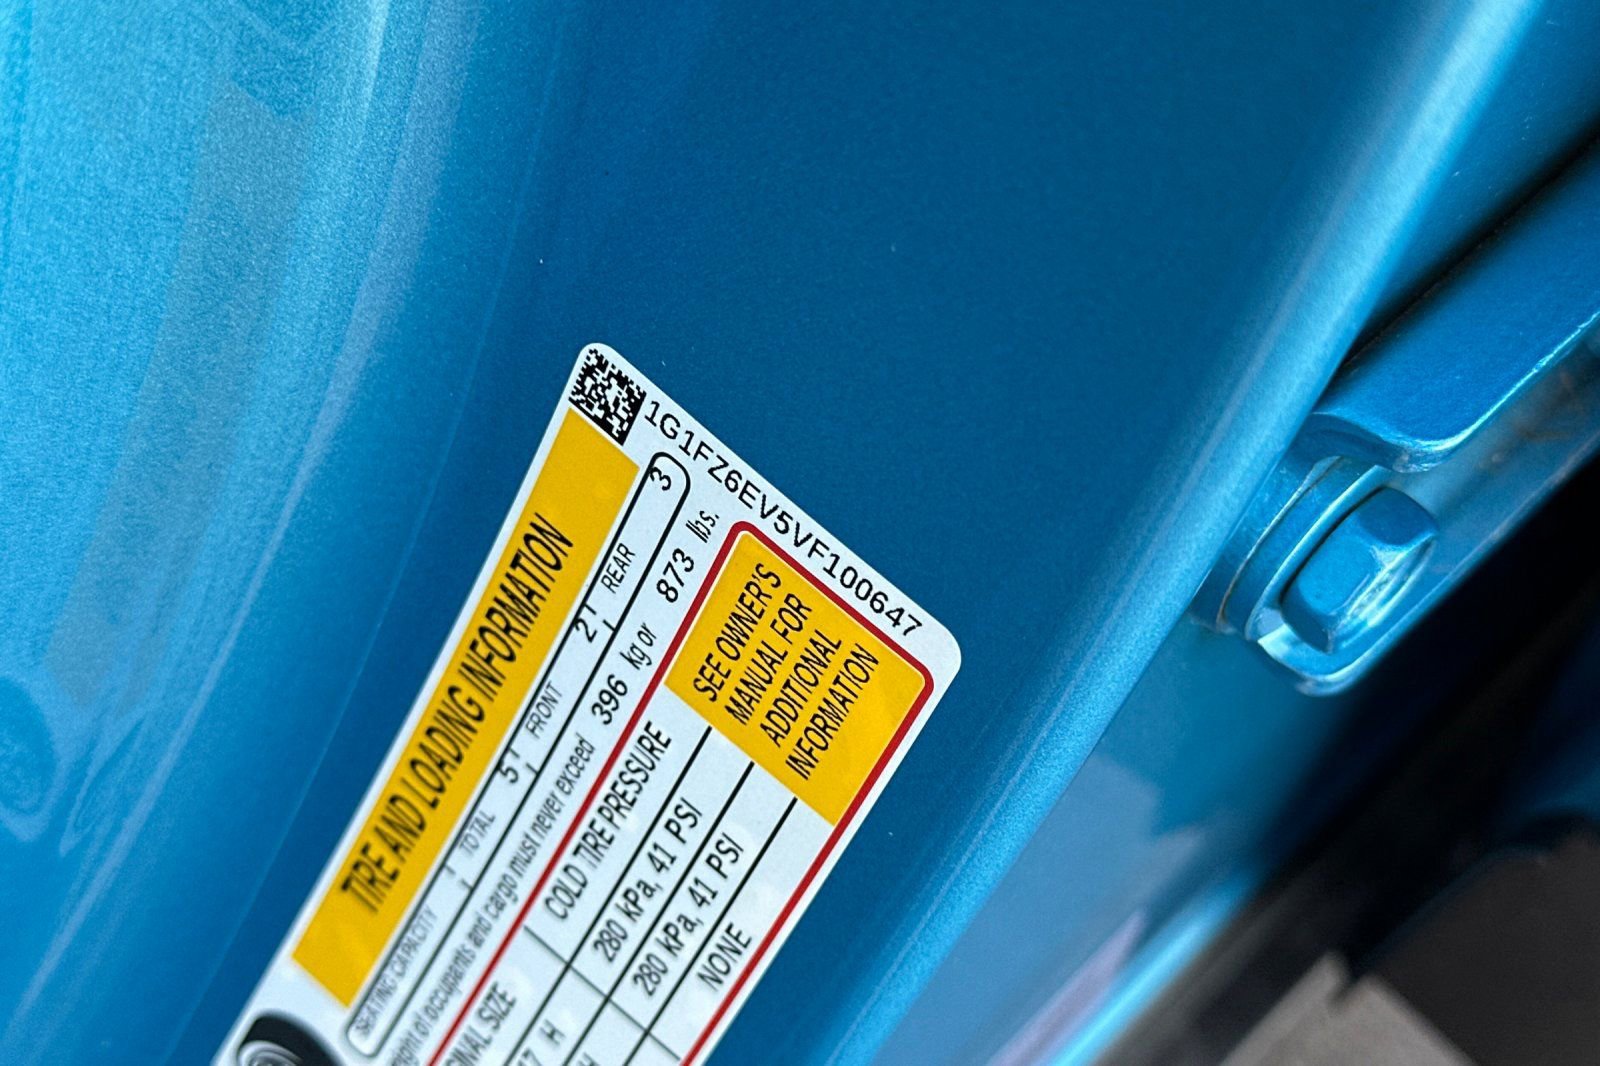 1G1FZ6EV5VF100647
TIRE AND LOADING INFORMATION
SEATING CAPACITY TOTAL 5 FRONT 2 REAR 3
of occupants and cargo must never exceed 396 kg or 873 lbs.
SIZE COLD TIRE PRESSURE
H 280 kPa, 41 PSI
H 280 kPa, 41 PSI
NONE
SEE OWNER'S
MANUAL FOR
ADDITIONAL
INFORMATION